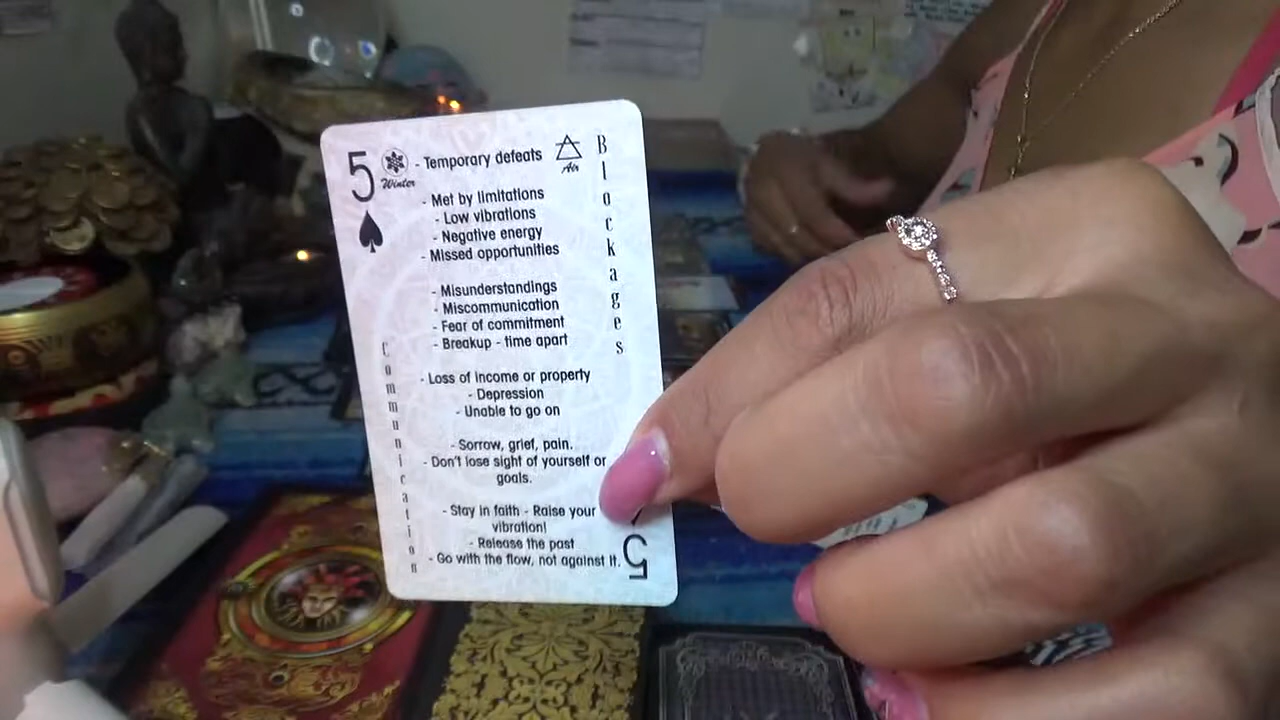 5
Winter
- Temporary defeats
Air
Blockages
- Met by limitations
- Low vibrations
- Negative energy
- Missed opportunities
- Misunderstandings
- Miscommunication
- Fear of commitment
- Breakup - time apart
Communication
- Loss of income or property
- Depression
- Unable to go on
- Sorrow, grief, pain.
- Don't lose sight of yourself or
goals.
- Stay in faith - Raise your
vibration!
- Release the past
- Go with the flow, not against it.
5